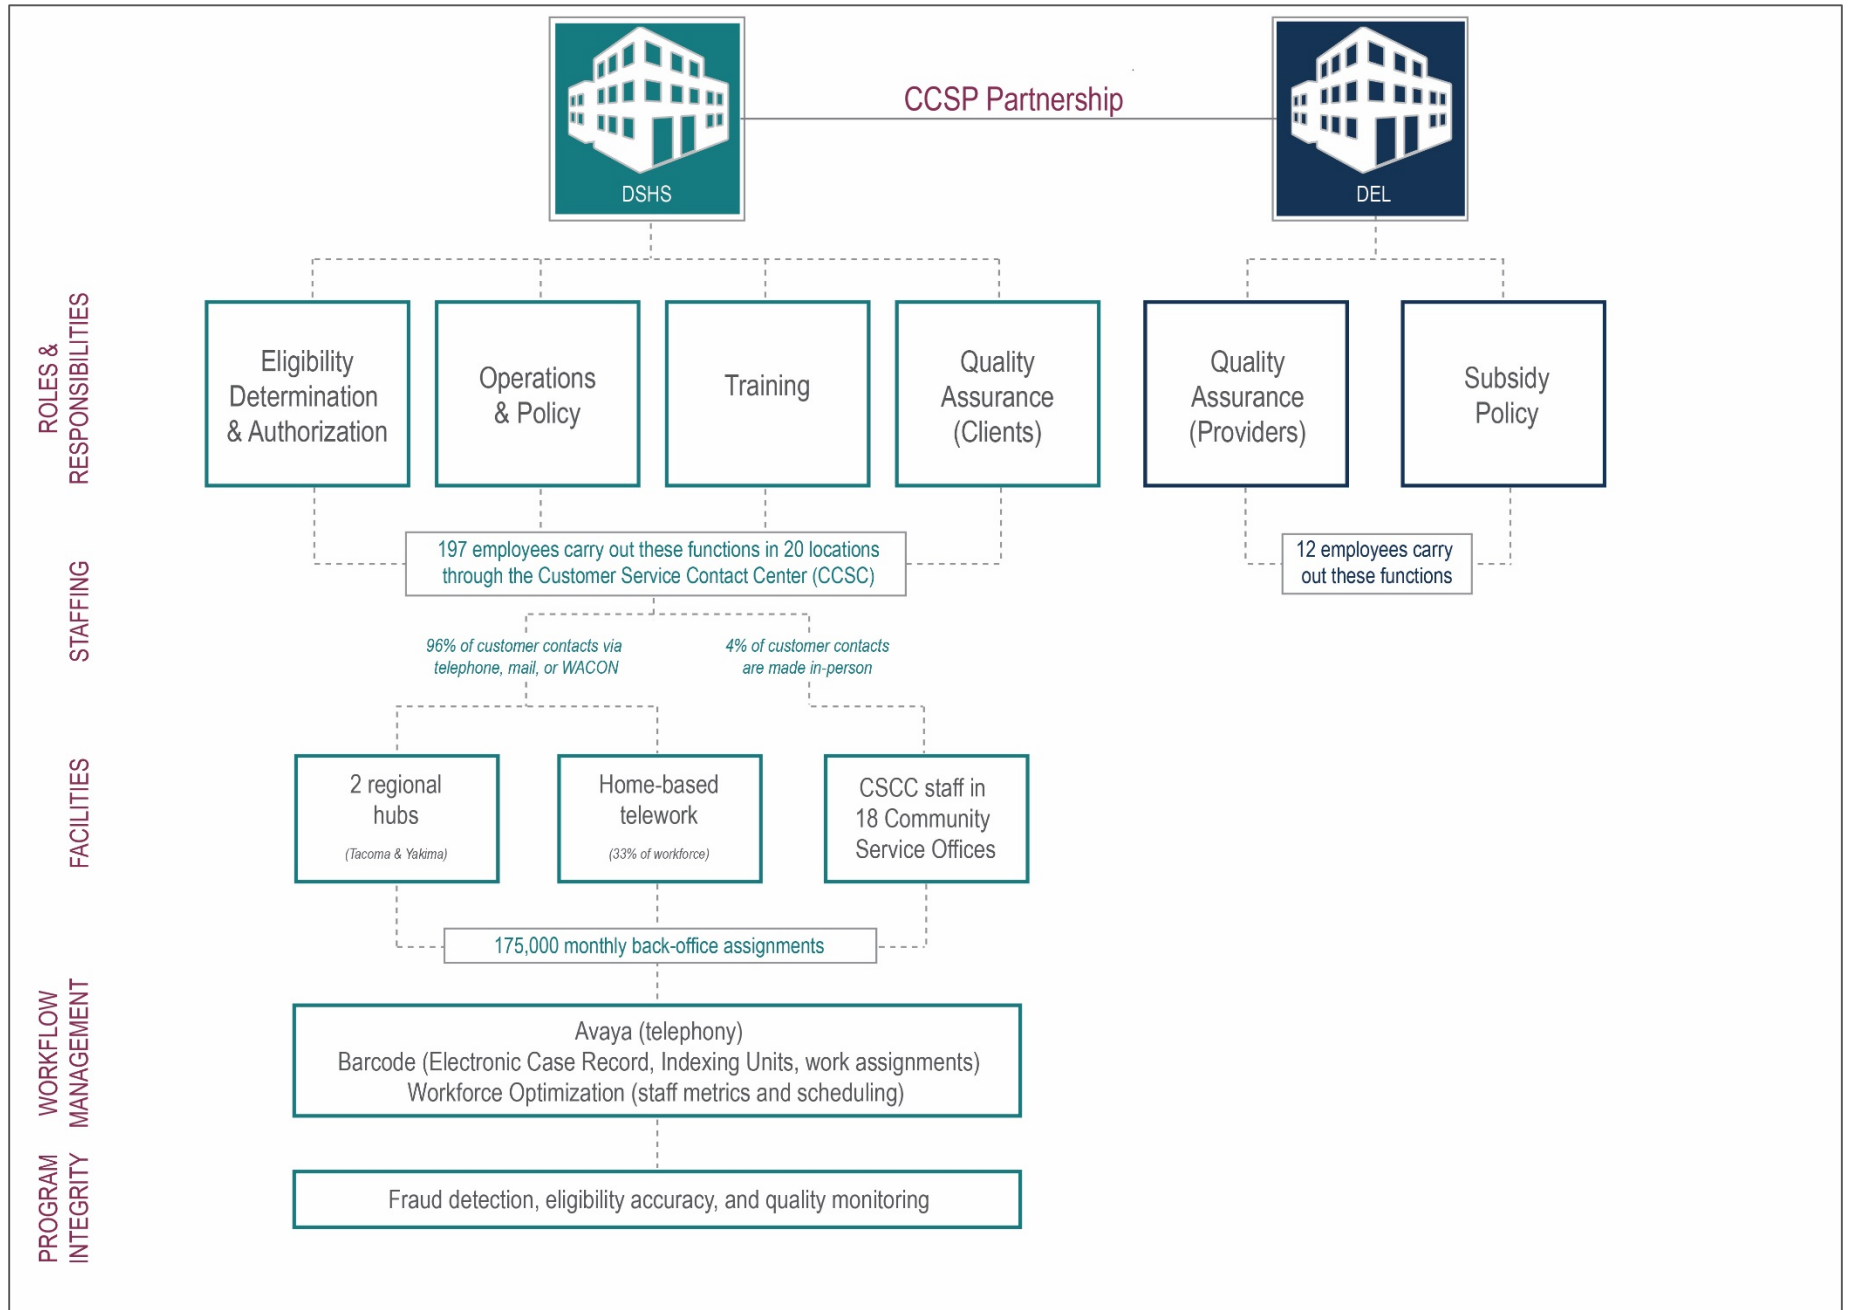 CCSP Partnership
DSHS
DEL
ROLES &
RESPONSIBILITIES
Eligibility
Determination
& Authorization
Operations
& Policy
Training
Quality
Assurance
(Clients)
Quality
Assurance
(Providers)
Subsidy
Policy
STAFFING
197 employees carry out these functions in 20 locations
through the Customer Service Contact Center (CCSC)
12 employees carry
out these functions
96% of customer contacts via
telephone, mail, or WACON
4% of customer contacts
are made in-person
FACILITIES
2 regional
hubs
(Tacoma & Yakima)
Home-based
telework
(33% of workforce)
CSCC staff in
18 Community
Service Offices
175,000 monthly back-office assignments
WORKFLOW
MANAGEMENT
Avaya (telephony)
Barcode (Electronic Case Record, Indexing Units, work assignments)
Workforce Optimization (staff metrics and scheduling)
PROGRAM
INTEGRITY
Fraud detection, eligibility accuracy, and quality monitoring